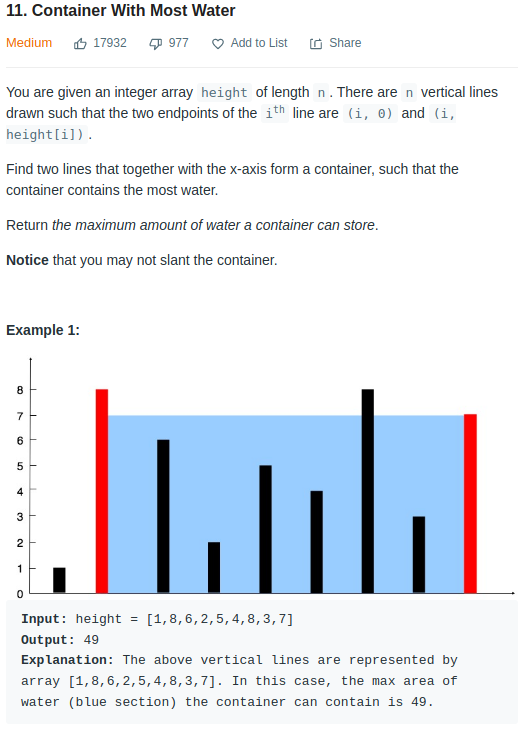 11. Container With Most Water
Medium 17932 977 Add to List Share
You are given an integer array height of length n. There are n vertical lines
drawn such that the two endpoints of the ith line are (i, 0) and (i,
height[i]).
Find two lines that together with the x-axis form a container, such that the
container contains the most water.
Return the maximum amount of water a container can store.
Notice that you may not slant the container.
Example 1:
8
7
6
5
4
3
2
1
0
Input: height = [1,8,6,2,5,4,8,3,7]
Output: 49
Explanation: The above vertical lines are represented by
array [1,8,6,2,5,4,8,3,7]. In this case, the max area of
water (blue section) the container can contain is 49.